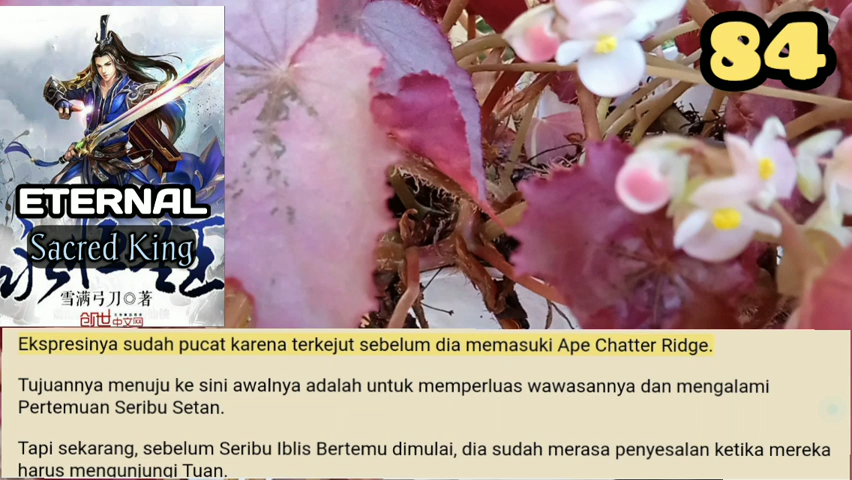 84
ETERNAL
Sacred King
雪满弓刀◎著
创世中文网
Ekspresinya sudah pucat karena terkejut sebelum dia memasuki Ape Chatter Ridge.
Tujuannya menuju ke sini awalnya adalah untuk memperluas wawasannya dan mengalami
Pertemuan Seribu Setan.
Tapi sekarang, sebelum Seribu Iblis Bertemu dimulai, dia sudah merasa penyesalan ketika mereka
harus mengunjungi Tuan.